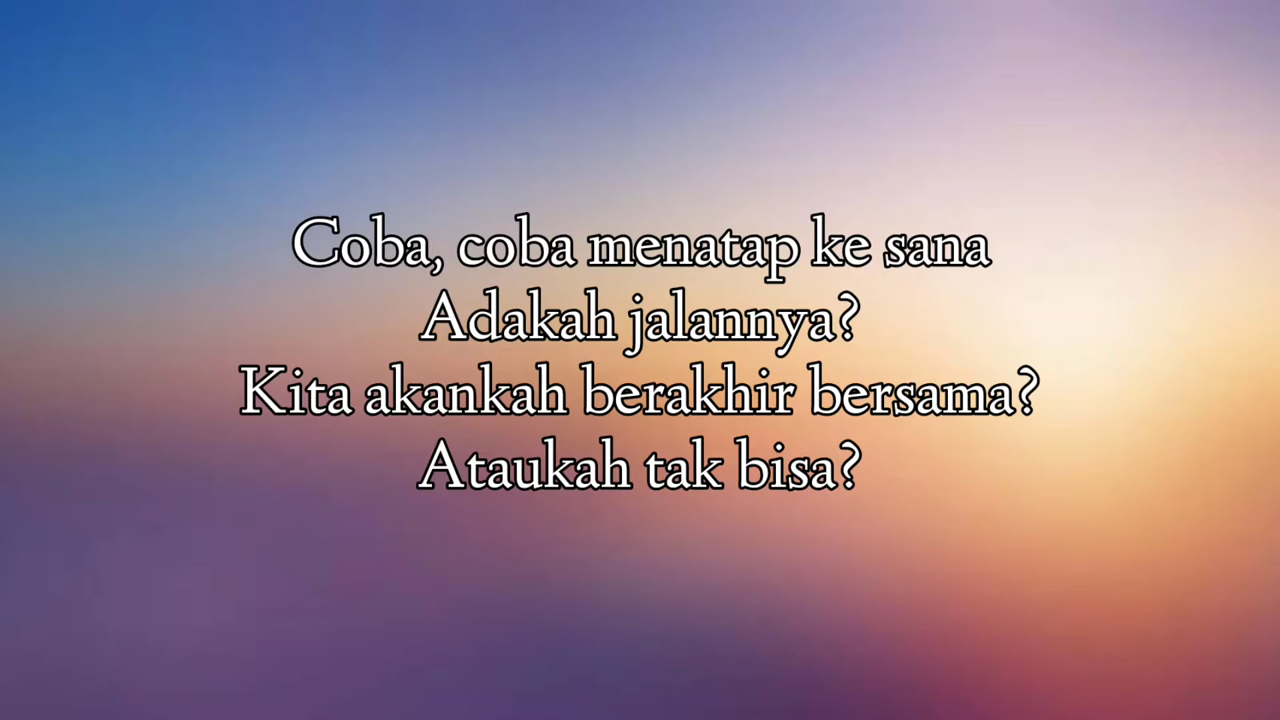 Coba, coba menatap ke sana
Adakah jalannya?
Kita akankah berakhir bersama?
Ataukah tak bisa?